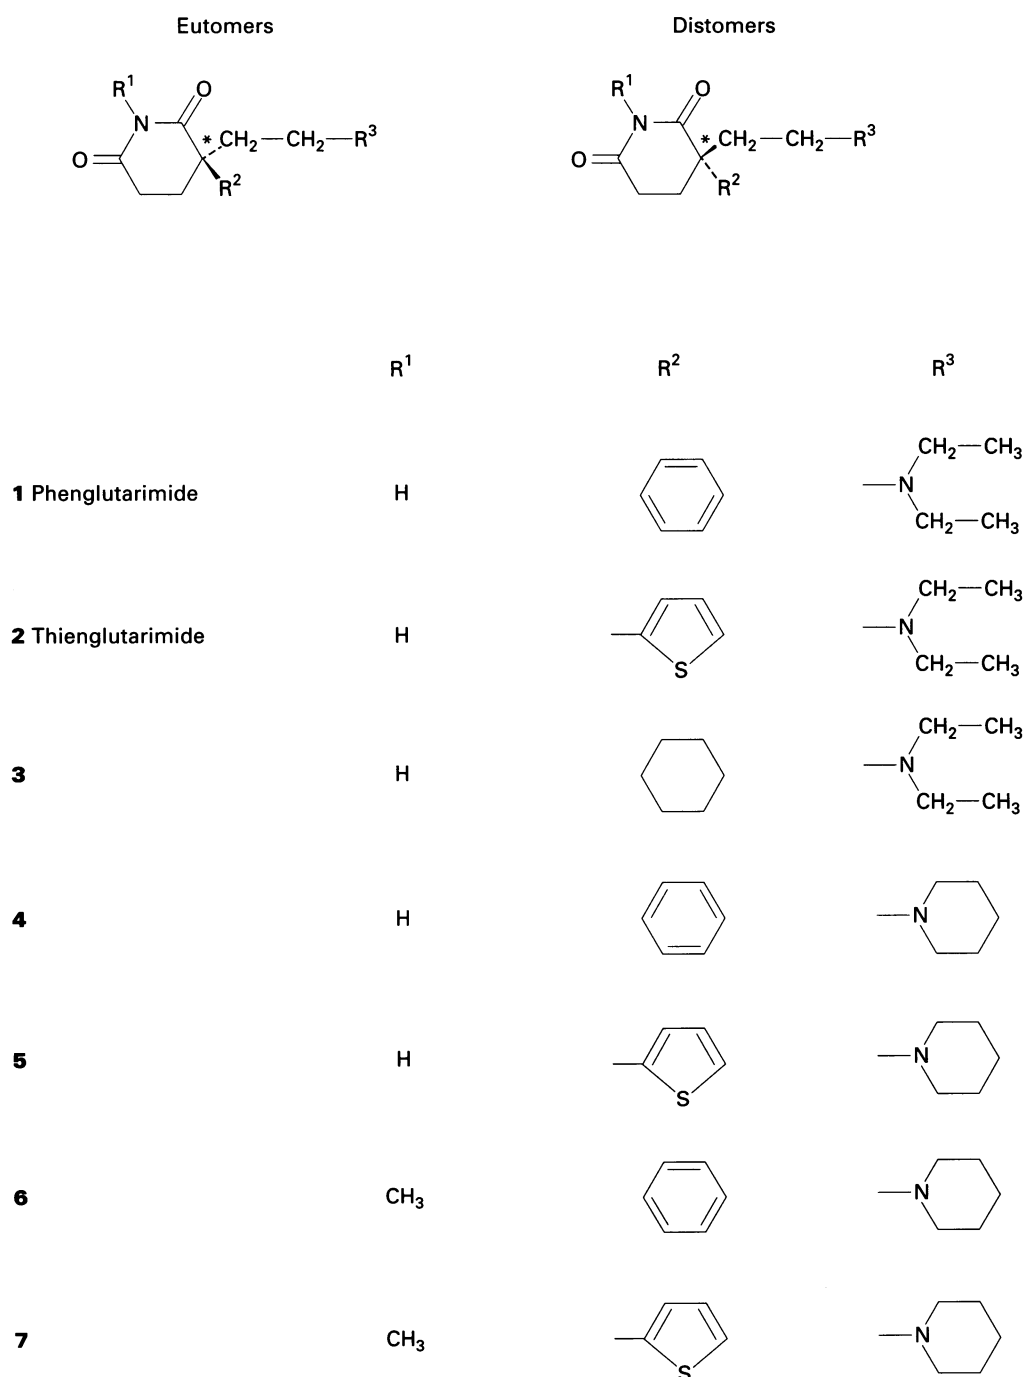 Eutomers Distomers
R¹ O R¹ O
N * CH₂—CH₂—R³ N * CH₂—CH₂—R³
O R² O R²
R¹ R² R³
CH₂—CH₃
1 Phenglutarimide H —N
CH₂—CH₃
CH₂—CH₃
2 Thienglutarimide H —N
S CH₂—CH₃
CH₂—CH₃
3 H —N
CH₂—CH₃
4 H —N
5 H —N
S
6 CH₃ —N
7 CH₃ —N
S